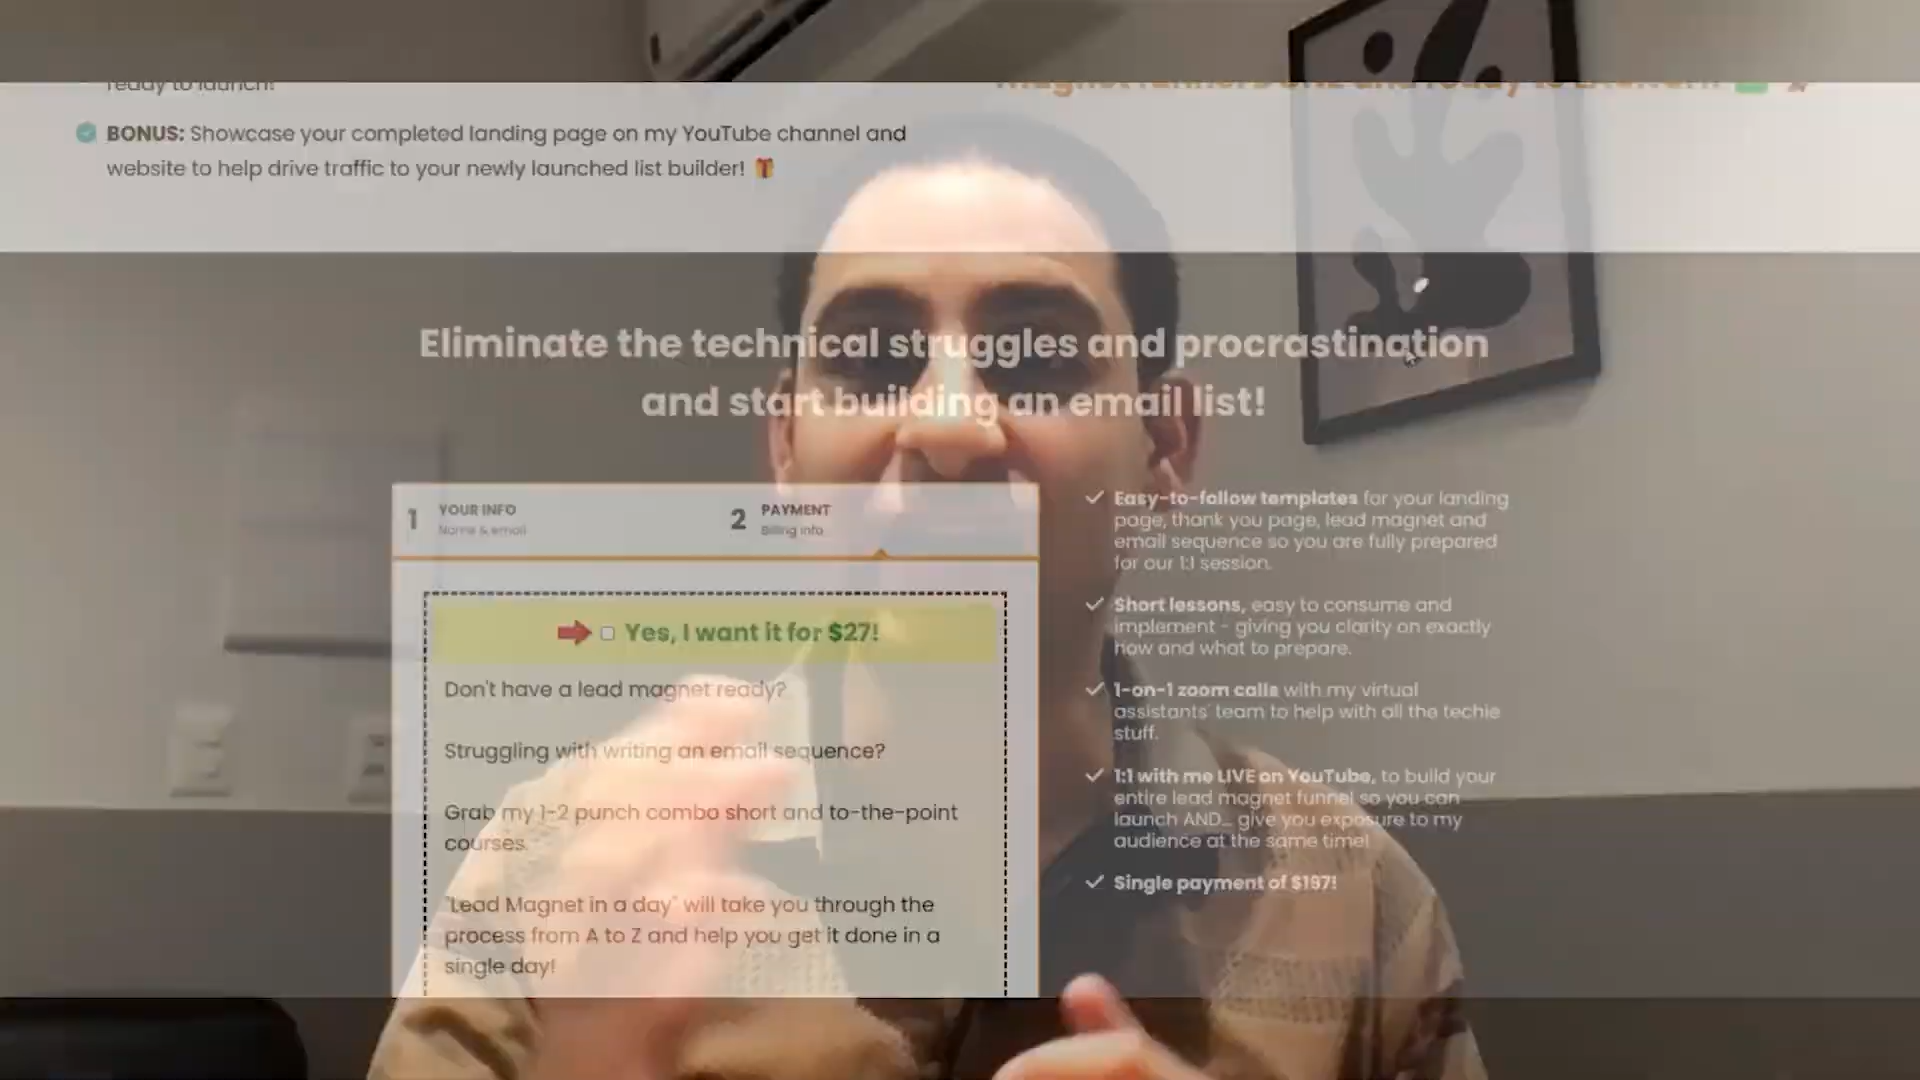 ready to launch!
BONUS: Showcase your completed landing page on my YouTube channel and
website to help drive traffic to your newly launched list builder! 🎁
Eliminate the technical struggles and procrastination
and start building an email list!
1 YOUR INFO
Name & email
2 PAYMENT
Billing info
Yes, I want it for $27!
Don't have a lead magnet ready?
Struggling with writing an email sequence?
Grab my 1-2 punch combo short and to-the-point
courses.
"Lead Magnet in a day" will take you through the
process from A to Z and help you get it done in a
single day!
Easy-to-follow templates for your landing
page, thank you page, lead magnet and
email sequence so you are fully prepared
for our 1:1 session.
Short lessons, easy to consume and
implement - giving you clarity on exactly
how and what to prepare.
1-on-1 zoom calls with my virtual
assistants' team to help with all the techie
stuff.
1:1 with me LIVE on YouTube, to build your
entire lead magnet funnel so you can
launch AND... give you exposure to my
audience at the same time!
Single payment of $197!